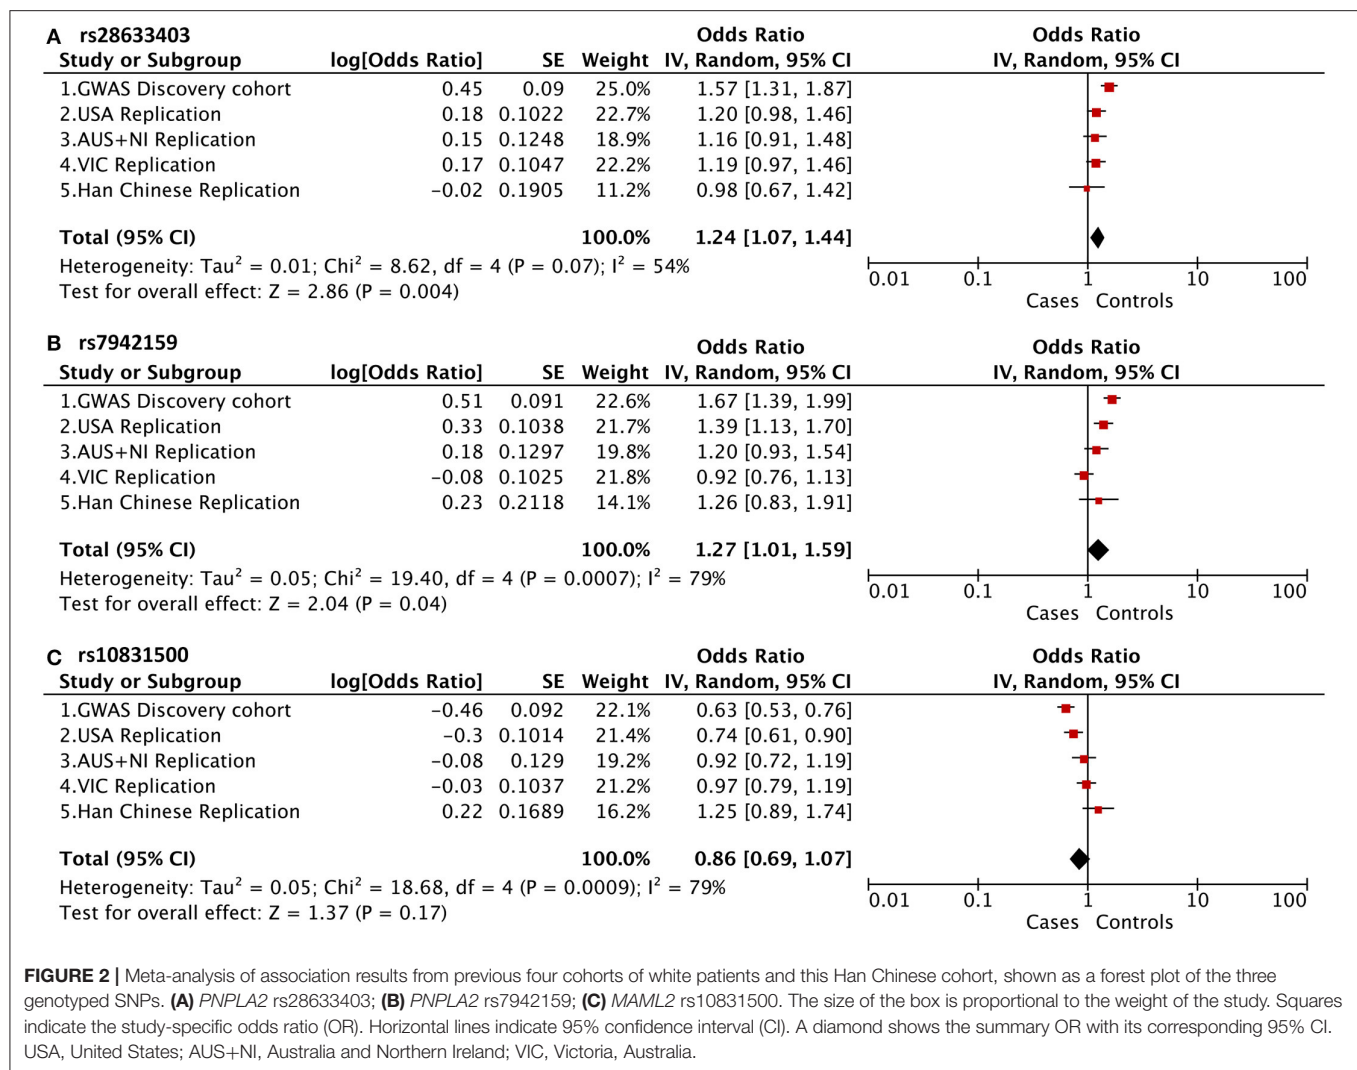 A rs28633403 Odds Ratio Odds Ratio
Study or Subgroup log[Odds Ratio] SE Weight IV, Random, 95% CI IV, Random, 95% CI
1.GWAS Discovery cohort 0.45 0.09 25.0% 1.57 [1.31, 1.87]
2.USA Replication 0.18 0.1022 22.7% 1.20 [0.98, 1.46]
3.AUS+NI Replication 0.15 0.1248 18.9% 1.16 [0.91, 1.48]
4.VIC Replication 0.17 0.1047 22.2% 1.19 [0.97, 1.46]
5.Han Chinese Replication −0.02 0.1905 11.2% 0.98 [0.67, 1.42]
Total (95% CI) 100.0% 1.24 [1.07, 1.44]
Heterogeneity: Tau² = 0.01; Chi² = 8.62, df = 4 (P = 0.07); I² = 54%
0.01 0.1 1 10 100
Test for overall effect: Z = 2.86 (P = 0.004)
Cases Controls
B rs7942159 Odds Ratio Odds Ratio
Study or Subgroup log[Odds Ratio] SE Weight IV, Random, 95% CI IV, Random, 95% CI
1.GWAS Discovery cohort 0.51 0.091 22.6% 1.67 [1.39, 1.99]
2.USA Replication 0.33 0.1038 21.7% 1.39 [1.13, 1.70]
3.AUS+NI Replication 0.18 0.1297 19.8% 1.20 [0.93, 1.54]
4.VIC Replication −0.08 0.1025 21.8% 0.92 [0.76, 1.13]
5.Han Chinese Replication 0.23 0.2118 14.1% 1.26 [0.83, 1.91]
Total (95% CI) 100.0% 1.27 [1.01, 1.59]
Heterogeneity: Tau² = 0.05; Chi² = 19.40, df = 4 (P = 0.0007); I² = 79%
0.01 0.1 1 10 100
Test for overall effect: Z = 2.04 (P = 0.04)
Cases Controls
C rs10831500 Odds Ratio Odds Ratio
Study or Subgroup log[Odds Ratio] SE Weight IV, Random, 95% CI IV, Random, 95% CI
1.GWAS Discovery cohort −0.46 0.092 22.1% 0.63 [0.53, 0.76]
2.USA Replication −0.3 0.1014 21.4% 0.74 [0.61, 0.90]
3.AUS+NI Replication −0.08 0.129 19.2% 0.92 [0.72, 1.19]
4.VIC Replication −0.03 0.1037 21.2% 0.97 [0.79, 1.19]
5.Han Chinese Replication 0.22 0.1689 16.2% 1.25 [0.89, 1.74]
Total (95% CI) 100.0% 0.86 [0.69, 1.07]
Heterogeneity: Tau² = 0.05; Chi² = 18.68, df = 4 (P = 0.0009); I² = 79%
0.01 0.1 1 10 100
Test for overall effect: Z = 1.37 (P = 0.17)
Cases Controls
FIGURE 2 | Meta-analysis of association results from previous four cohorts of white patients and this Han Chinese cohort, shown as a forest plot of the three
genotyped SNPs. (A) PNPLA2 rs28633403; (B) PNPLA2 rs7942159; (C) MAML2 rs10831500. The size of the box is proportional to the weight of the study. Squares
indicate the study-specific odds ratio (OR). Horizontal lines indicate 95% confidence interval (CI). A diamond shows the summary OR with its corresponding 95% CI.
USA, United States; AUS+NI, Australia and Northern Ireland; VIC, Victoria, Australia.